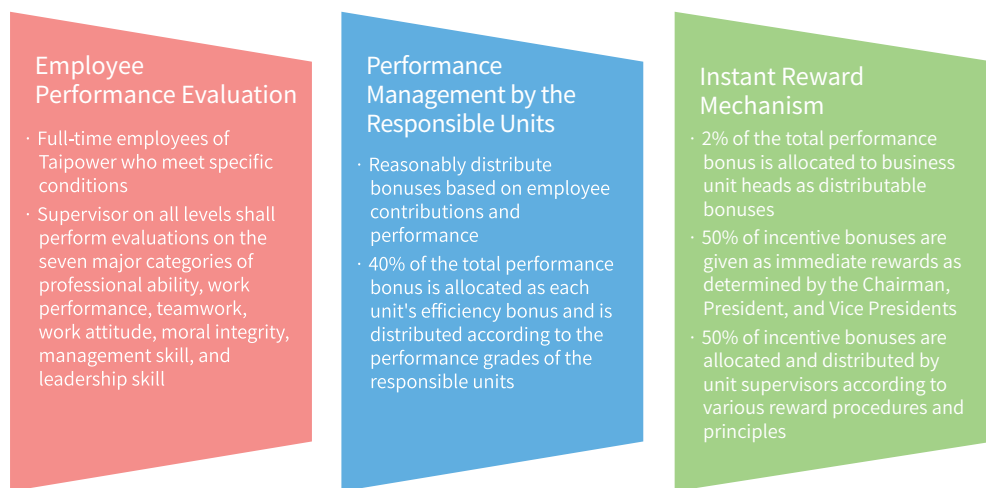 Employee
Performance Evaluation
· Full-time employees of
Taipower who meet specific
conditions
· Supervisor on all levels shall
perform evaluations on the
seven major categories of
professional ability, work
performance, teamwork,
work attitude, moral integrity,
management skill, and
leadership skill
Performance
Management by the
Responsible Units
· Reasonably distribute
bonuses based on employee
contributions and
performance
· 40% of the total performance
bonus is allocated as each
unit's efficiency bonus and is
distributed according to the
performance grades of the
responsible units
Instant Reward
Mechanism
· 2% of the total performance
bonus is allocated to business
unit heads as distributable
bonuses
· 50% of incentive bonuses are
given as immediate rewards as
determined by the Chairman,
President, and Vice Presidents
· 50% of incentive bonuses are
allocated and distributed by
unit supervisors according to
various reward procedures and
principles